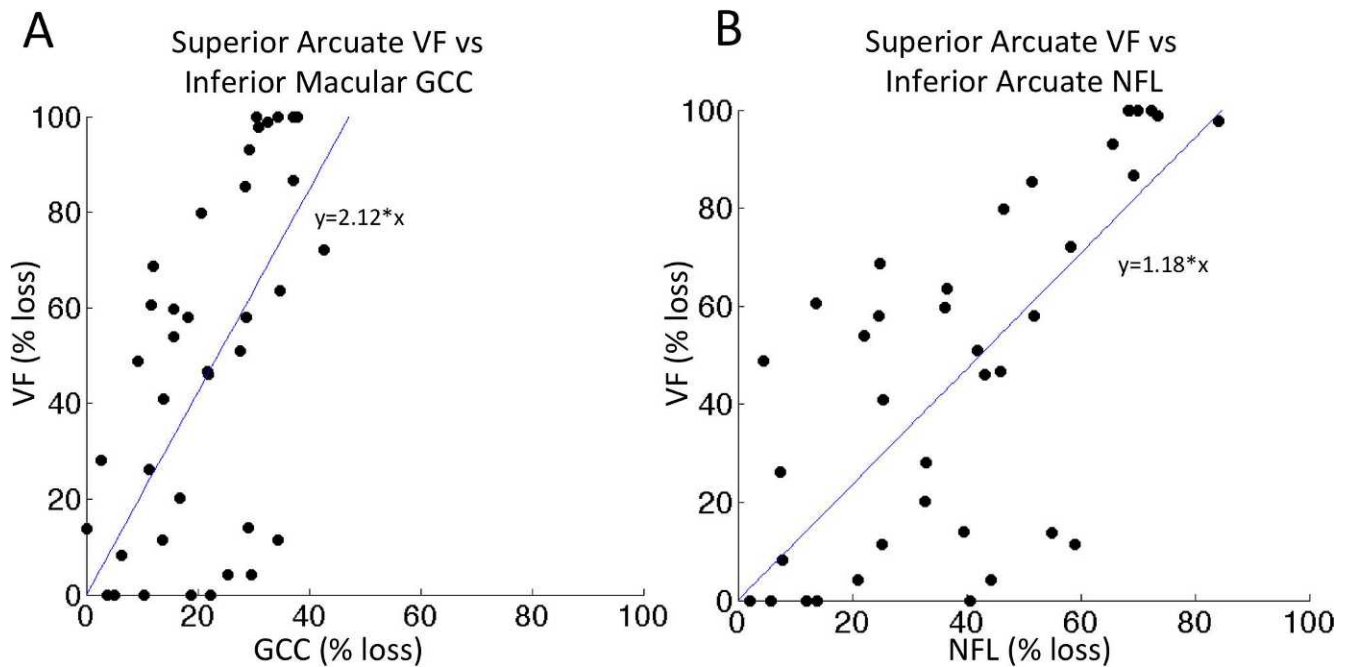 A
Superior Arcuate VF vs
Inferior Macular GCC
100
80
60
40
20
0
VF (% loss)
y=2.12*x
0 20 40 60 80 100
GCC (% loss)
B
Superior Arcuate VF vs
Inferior Arcuate NFL
100
80
60
40
20
0
VF (% loss)
y=1.18*x
0 20 40 60 80 100
NFL (% loss)